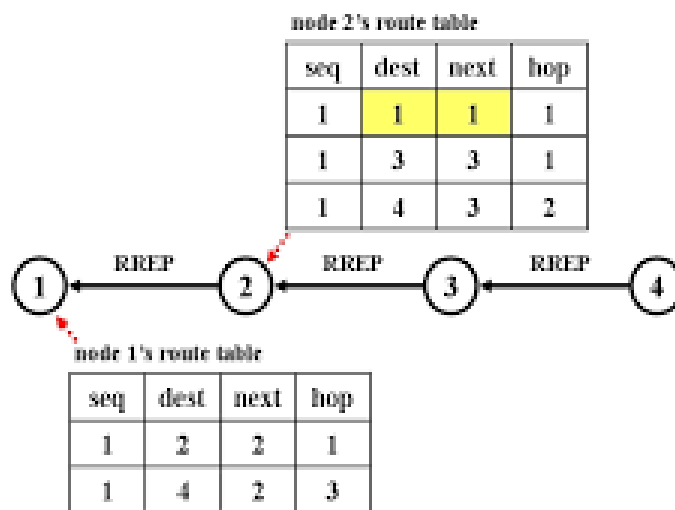 node 2's route table
seq dest next hop
1 1 1 1
1 3 3 1
1 4 3 2
RREP RREP RREP
1 2 3 4
node 1's route table
seq dest next hop
1 2 2 1
1 4 2 3